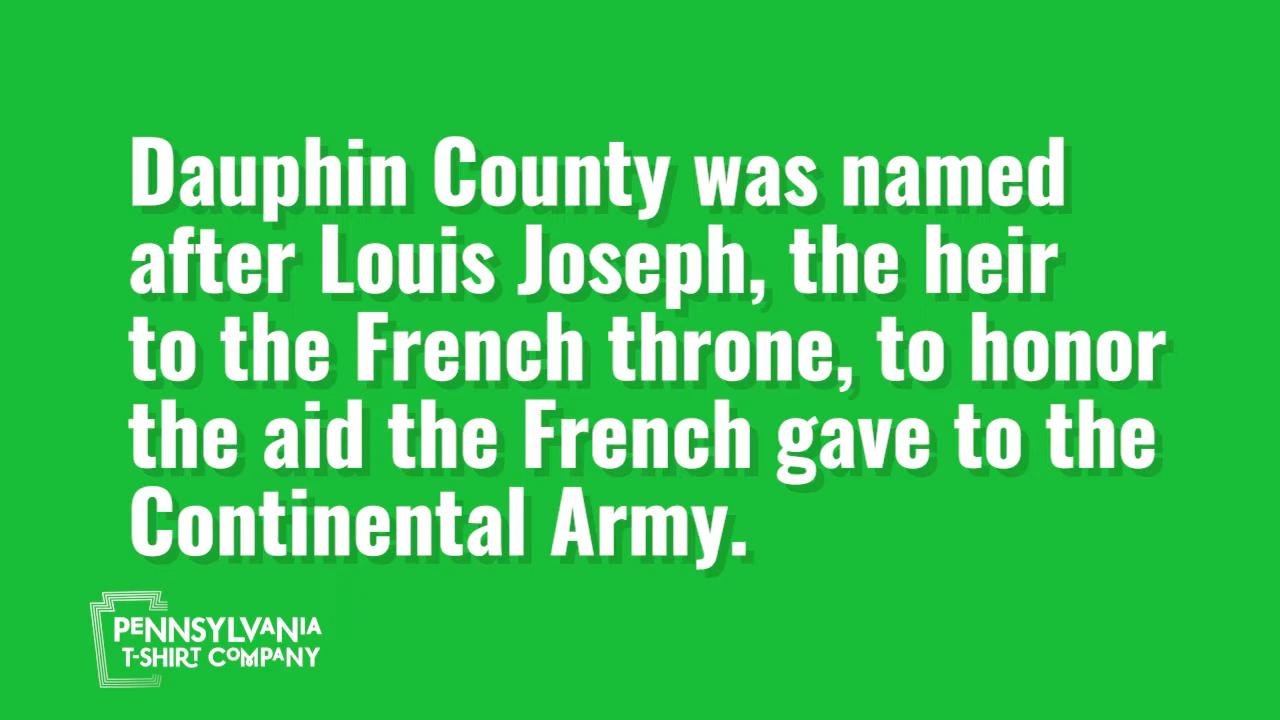 Dauphin County was named
after Louis Joseph, the heir
to the French throne, to honor
the aid the French gave to the
Continental Army.
PENNSYLVANIA
T-SHIRT COMPANY